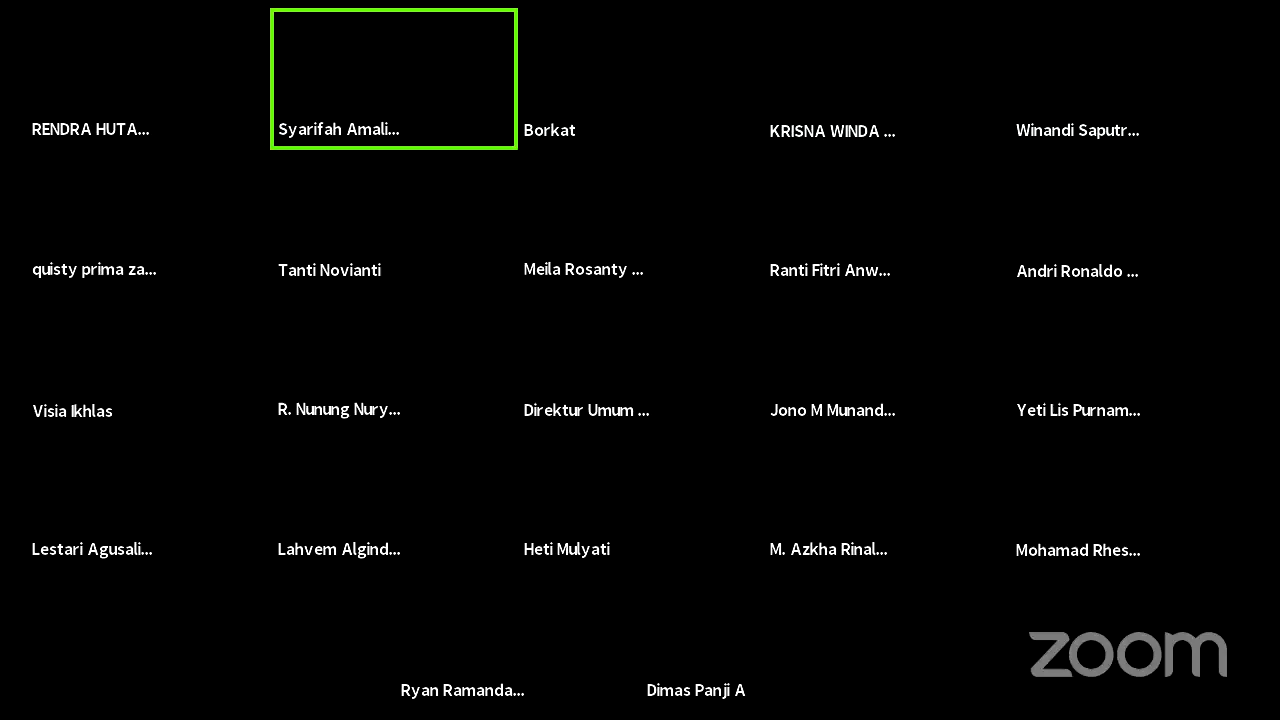 RENDRA HUTA...
Syarifah Amali...
Borkat
KRISNA WINDA ...
Winandi Saputr...
quisty prima za...
Tanti Novianti
Meila Rosanty ...
Ranti Fitri Anw...
Andri Ronaldo ...
Visia Ikhlas
R. Nunung Nury...
Direktur Umum ...
Jono M Munand...
Yeti Lis Purnam...
Lestari Agusali...
Lahvem Algind...
Heti Mulyati
M. Azkha Rinal...
Mohamad Rhes...
Ryan Ramanda...
Dimas Panji A
zoom